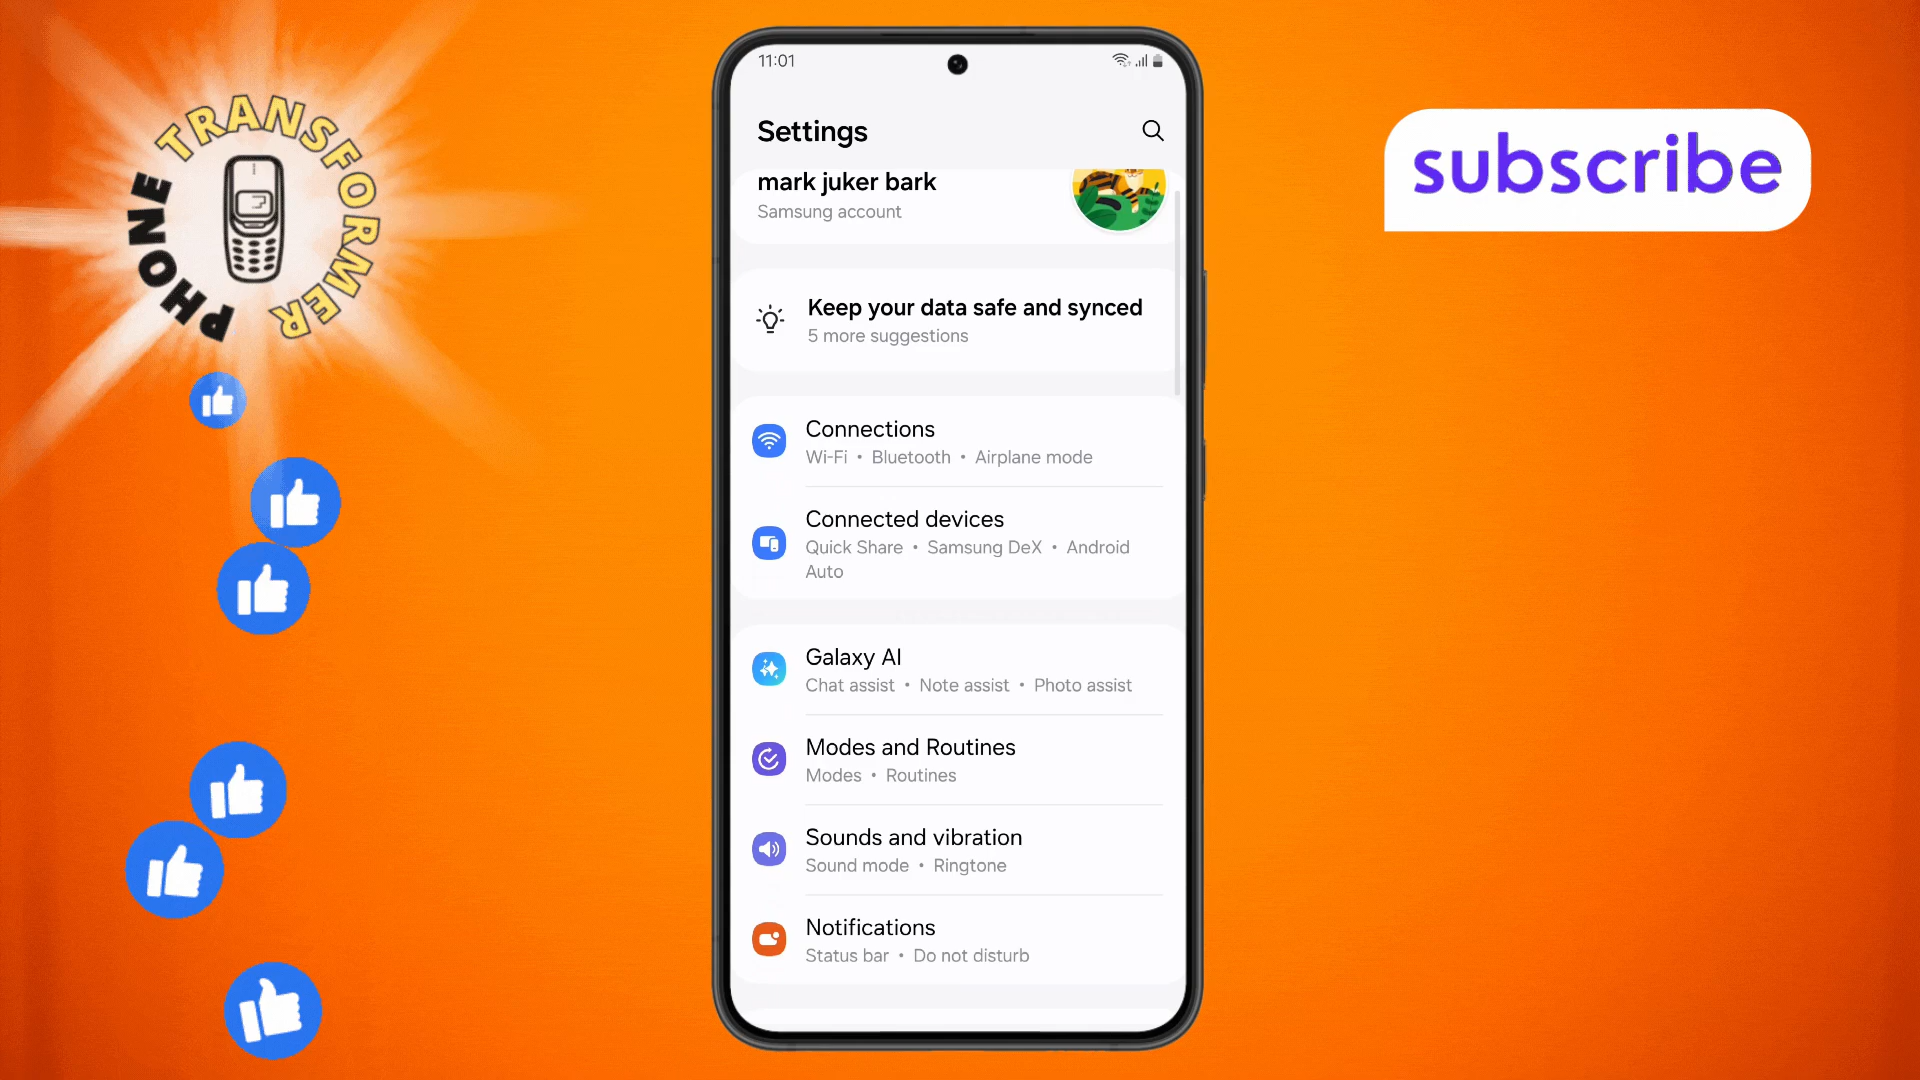 PHONE TRANSFORMER
subscribe
11:01
Settings
mark juker bark
Samsung account
Keep your data safe and synced
5 more suggestions
Connections
Wi-Fi • Bluetooth • Airplane mode
Connected devices
Quick Share • Samsung DeX • Android
Auto
Galaxy AI
Chat assist • Note assist • Photo assist
Modes and Routines
Modes • Routines
Sounds and vibration
Sound mode • Ringtone
Notifications
Status bar • Do not disturb